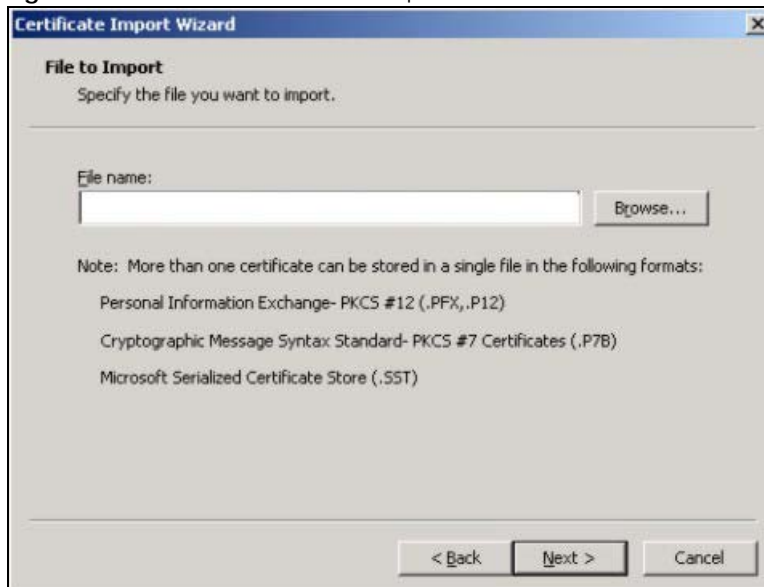 Certificate Import Wizard
File to Import
Specify the file you want to import.
File name:
Browse...
Note: More than one certificate can be stored in a single file in the following formats:
Personal Information Exchange- PKCS #12 (.PFX,.P12)
Cryptographic Message Syntax Standard- PKCS #7 Certificates (.P7B)
Microsoft Serialized Certificate Store (.SST)
< Back
Next >
Cancel